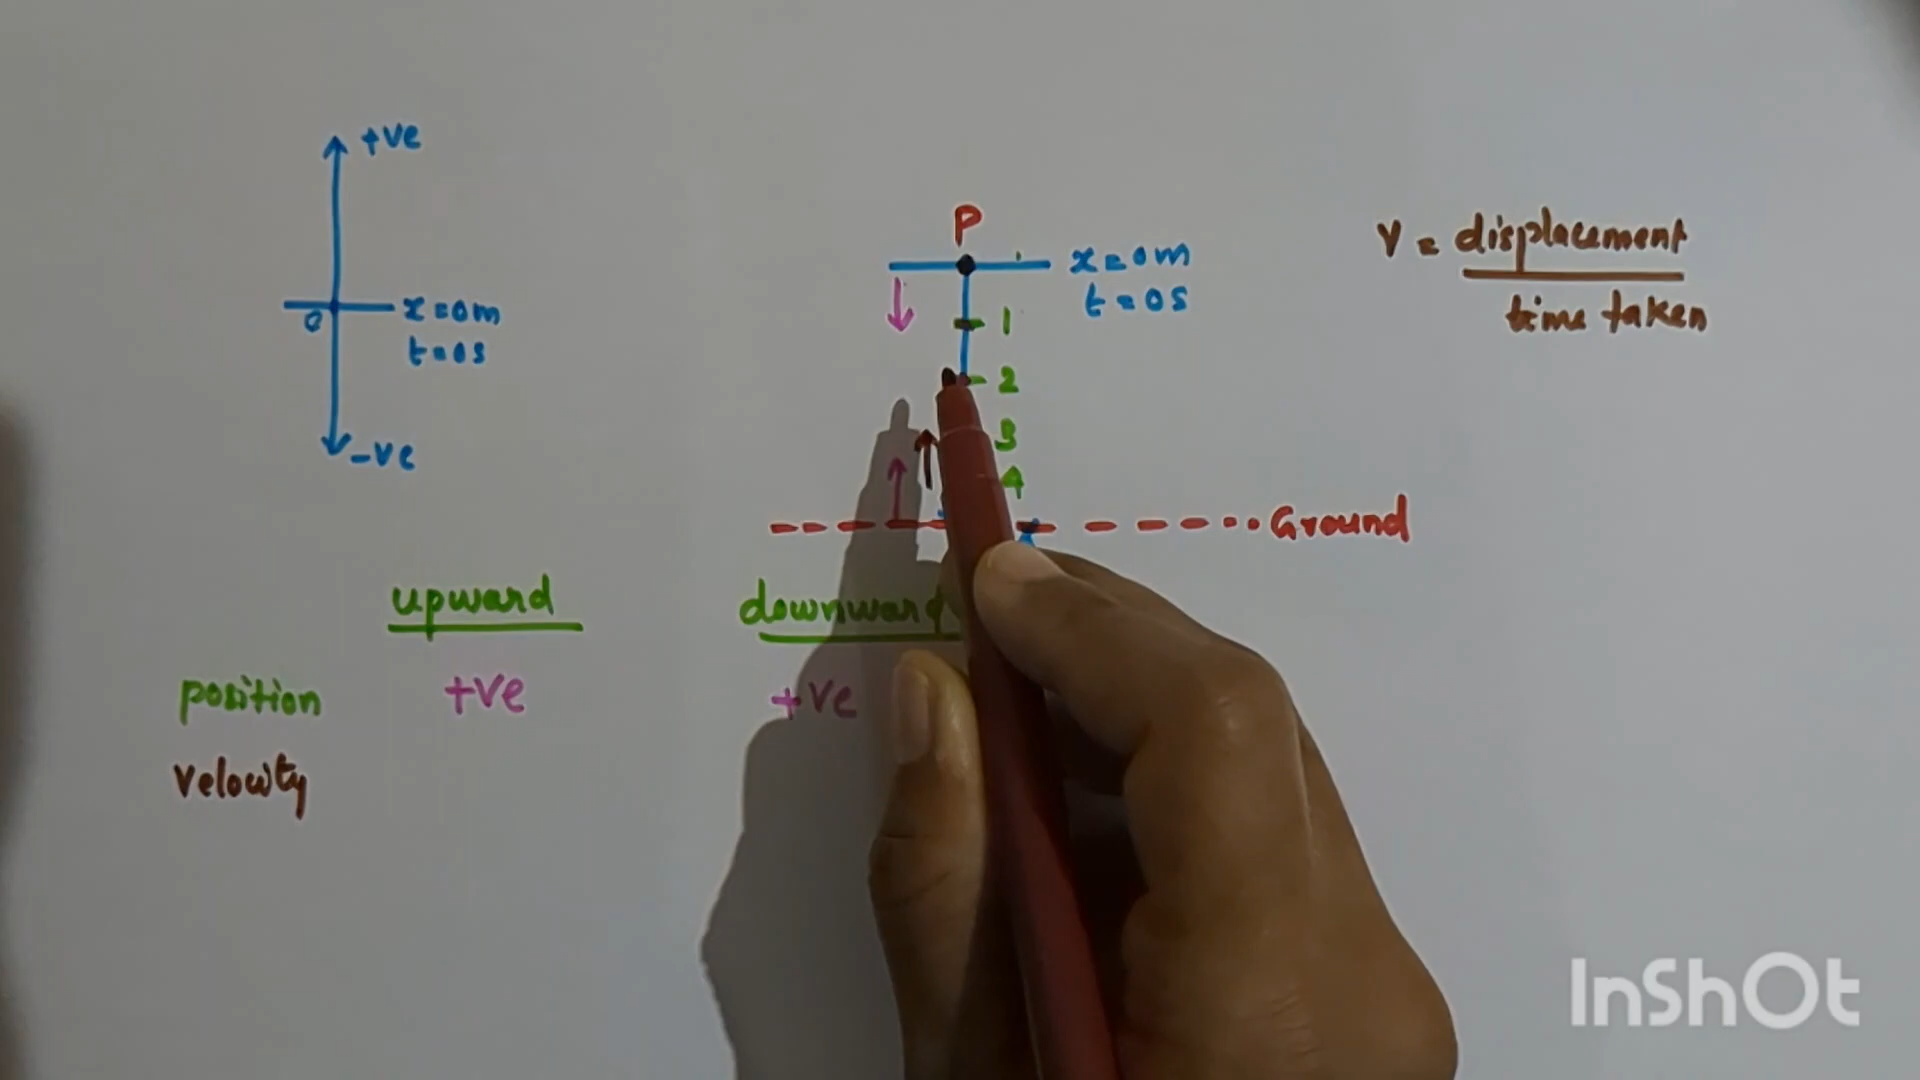 +ve
O x=0m
t=0s
-ve
P
x=0m
t=0s
1
2
3
4
Ground
V = displacement
time taken
upward downward
position +ve +ve
velocity
InShOt